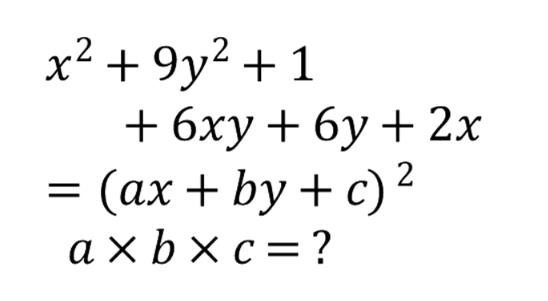 x² + 9y² + 1
+ 6xy + 6y + 2x
= (ax + by + c)²
a × b × c = ?